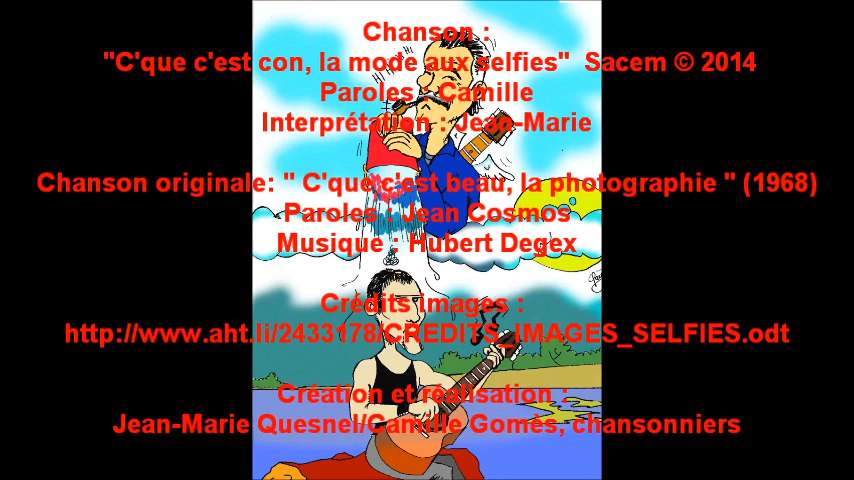 Chanson :
"C'que c'est con, la mode aux selfies" Sacem © 2014
Paroles : Camille
Interprétation : Jean-Marie
Chanson originale: " C'que c'est beau, la photographie " (1968)
Paroles : Jean Cosmos
Musique : Hubert Degex
Crédits images :
http://www.aht.li/2433178/CREDITS_IMAGES_SELFIES.odt
Création et réalisation :
Jean-Marie Quesnel/Camille Gomès, chansonniers